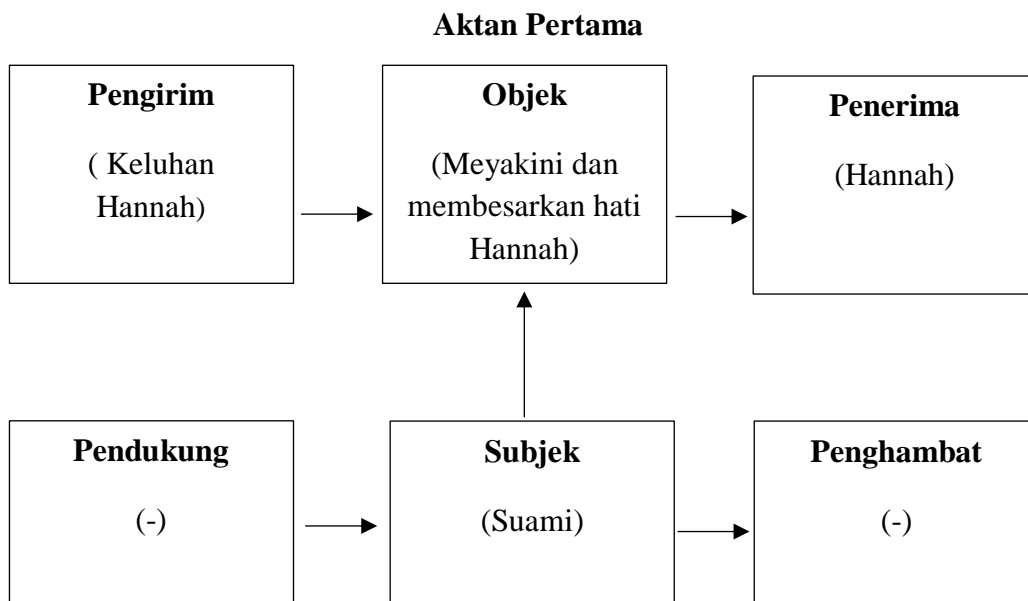 Aktan Pertama
Pengirim
( Keluhan
Hannah)
Objek
(Meyakini dan
membesarkan hati
Hannah)
Penerima
(Hannah)
Pendukung
(-)
Subjek
(Suami)
Penghambat
(-)